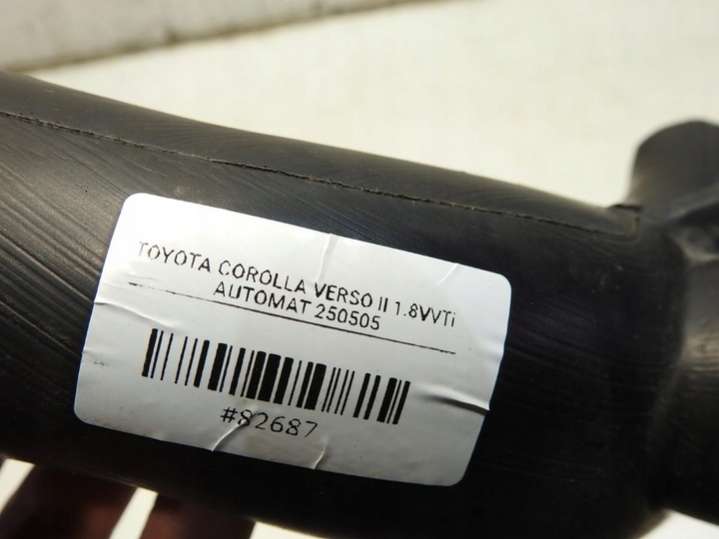 TOYOTA COROLLA VERSO II 1.8VVTi
AUTOMAT 250505
#82687